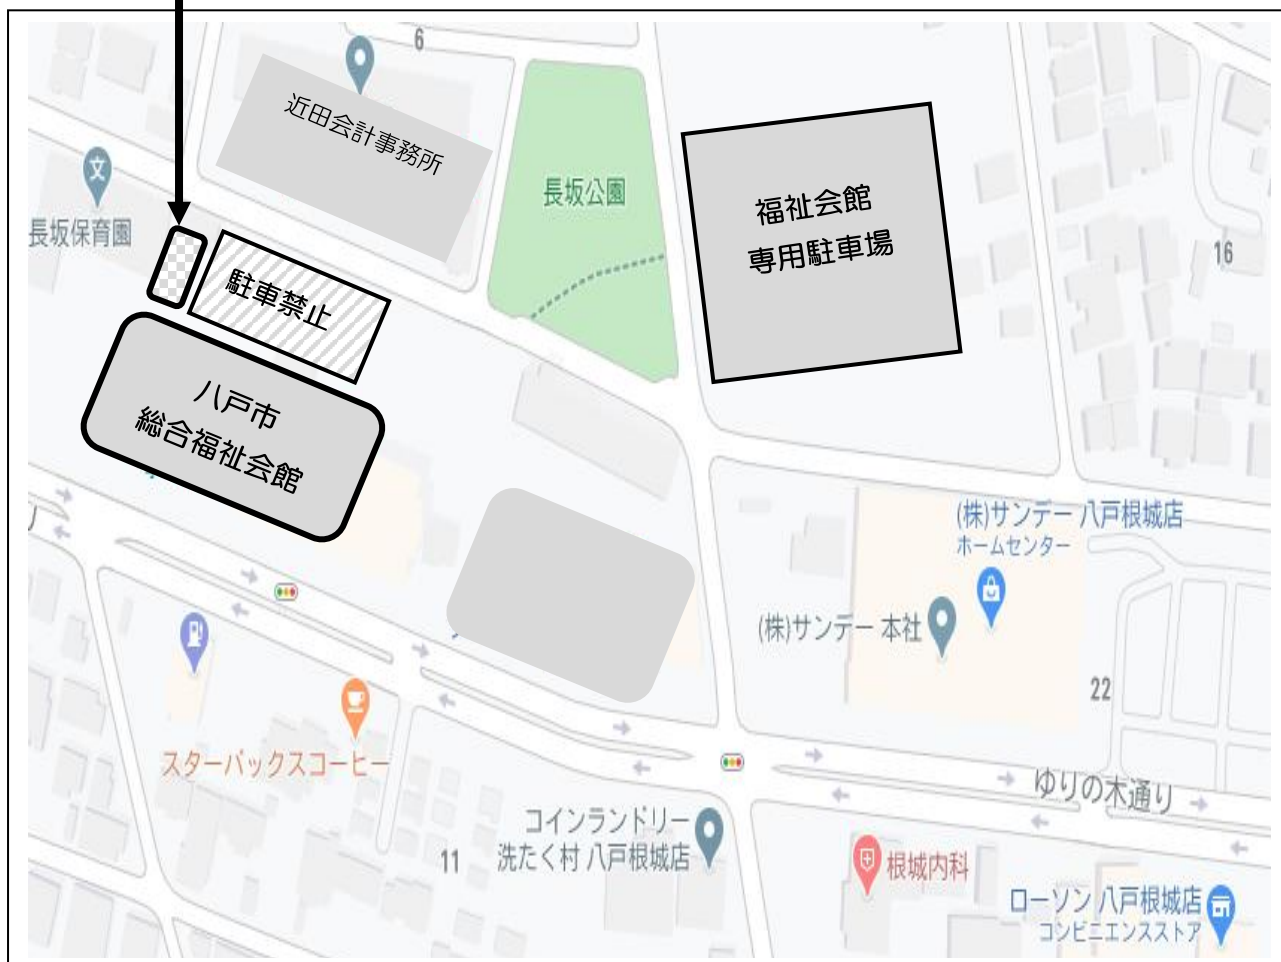 6
近田会計事務所
長坂公園
福祉会館
専用駐車場
文
長坂保育園
16
駐車禁止
八戸市
総合福祉会館
(株)サンデー 八戸根城店
ホームセンター
(株)サンデー 本社
22
り
スターバックスコーヒー
ゆりの木通り
コインランドリー
洗たく村 八戸根城店
11
根城内科
ローソン 八戸根城店
コンビニエンスストア